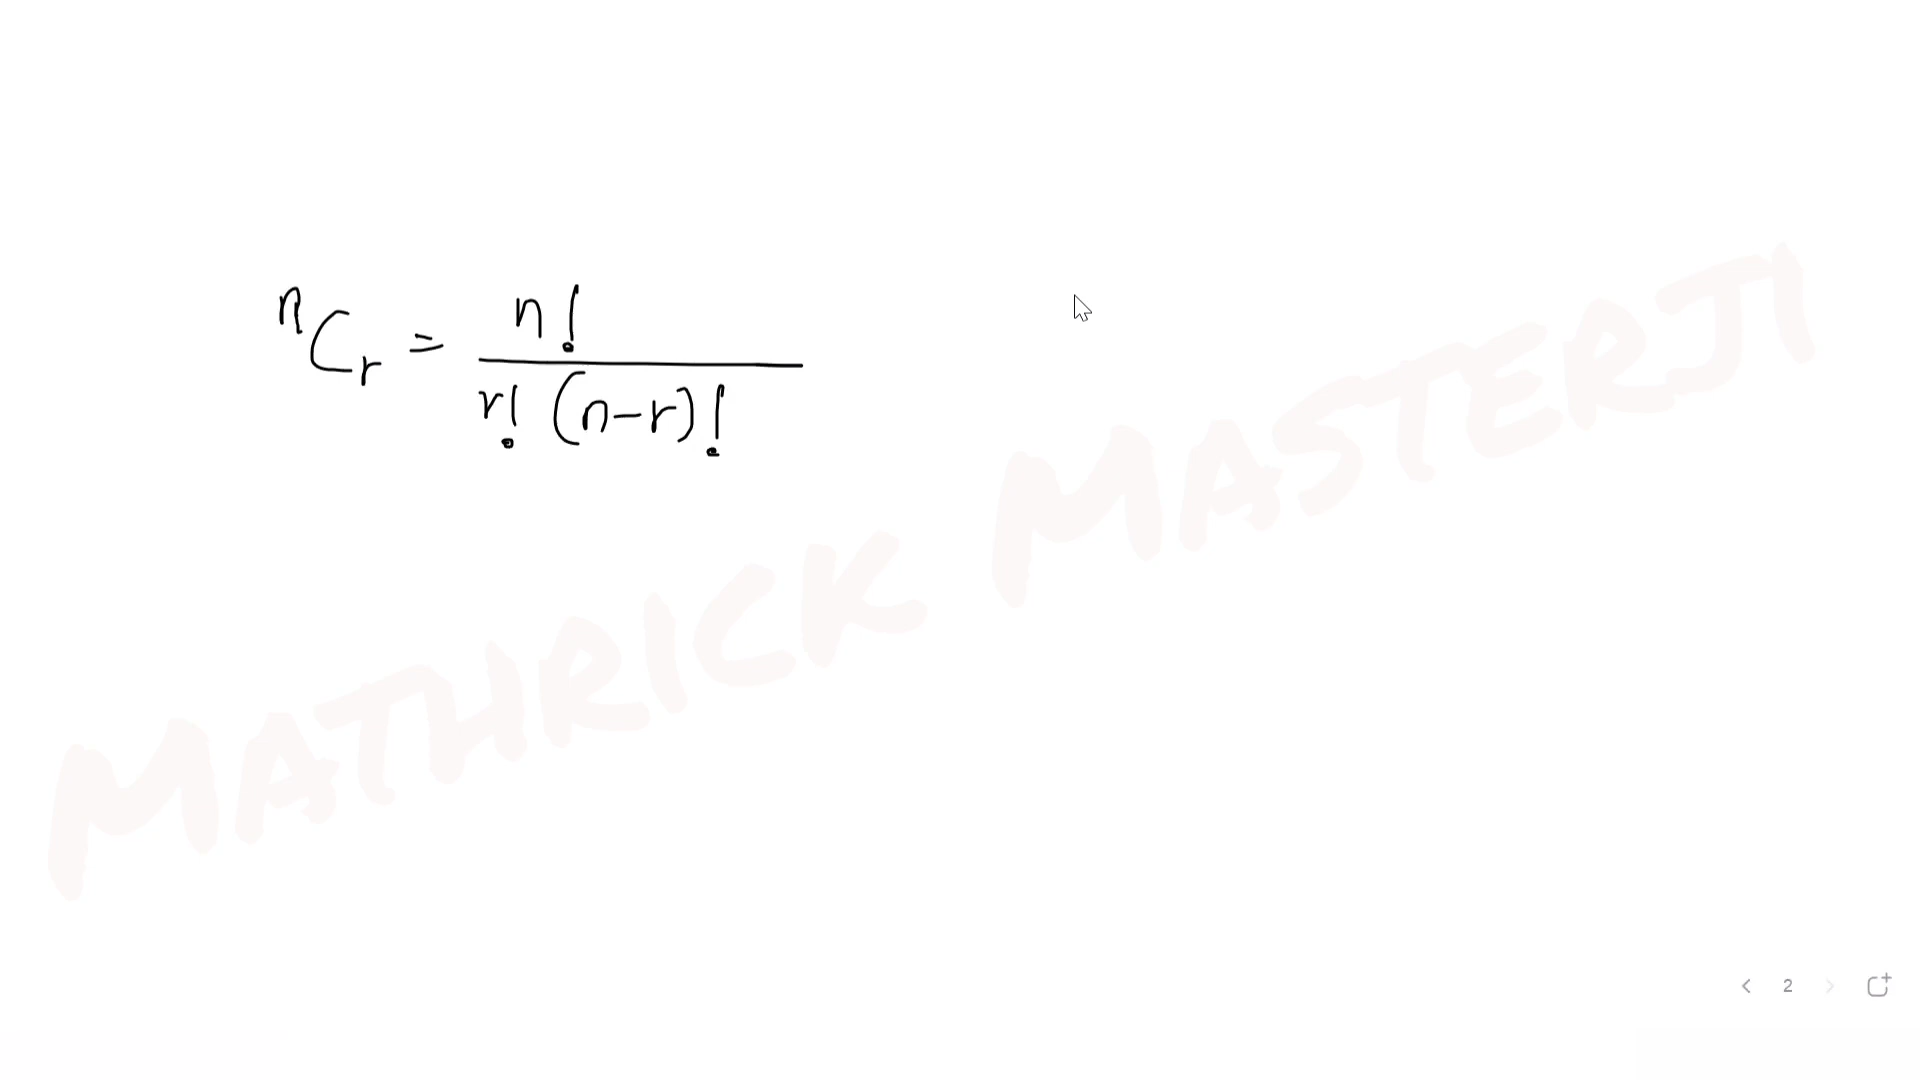 ⁿCᵣ = n! / r! (n-r)!
MATHRICK MASTERJI
2